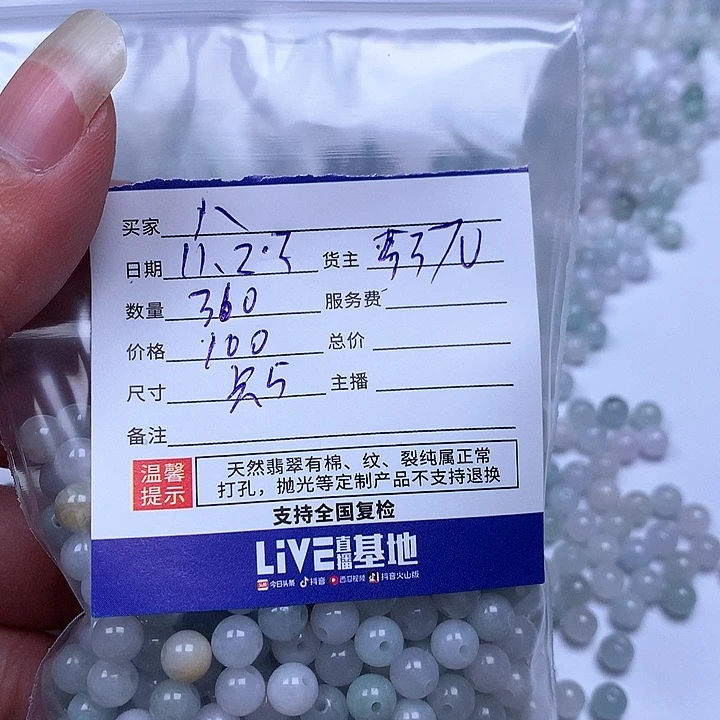 买家 八
日期 11、2·3 货主
数量 360 服务费
价格 100 总价
尺寸 5 主播
备注
温馨提示
天然翡翠有棉、纹、裂纯属正常
打孔，抛光等定制产品不支持退换
支持全国复检
LiVE直播基地
今日头条 抖音 西瓜视频 抖音火山版